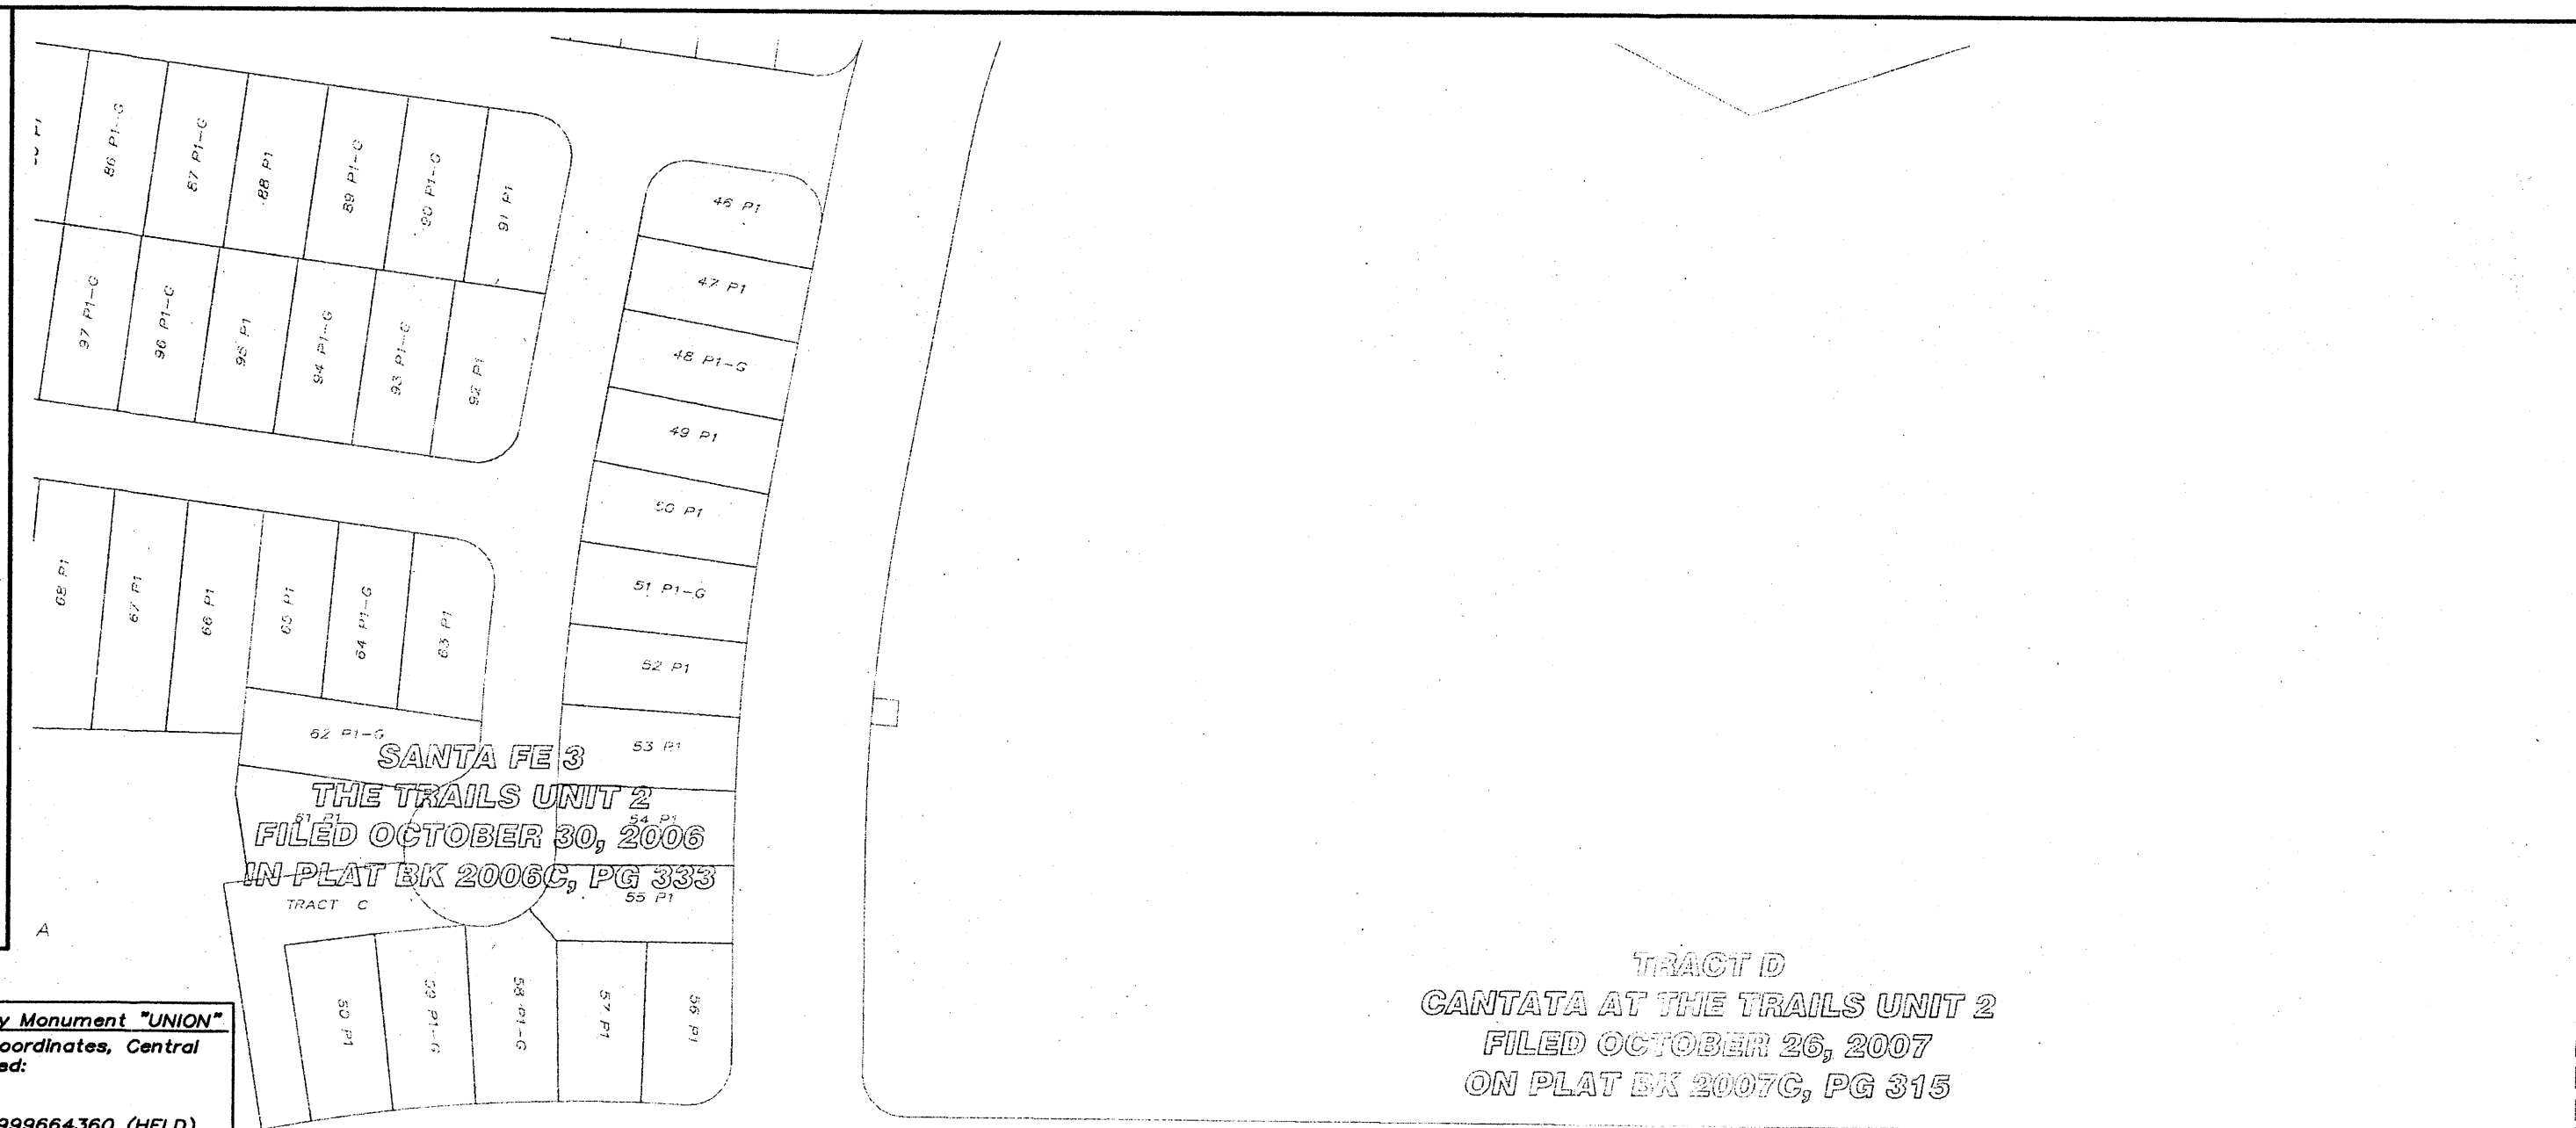 86 P1-G
87 P1-G
88 P1
89 P1-G
90 P1-G
91 P1
97 P1-G
96 P1-G
95 P1
94 P1-G
93 P1-G
92 P1
46 P1
47 P1
48 P1-G
49 P1
50 P1
51 P1-G
52 P1
53 P1
54 P1
55 P1
68 P1
67 P1
66 P1
65 P1
64 P1-G
63 P1
62 P1-G
SANTA FE 3
THE TRAILS UNIT 2
61 P1
FILED OCTOBER 30, 2006
IN PLAT BK 2006C, PG 333
TRACT C
A
P1
59 P1-G
58 P1-G
57 P1
56 P1
TRACT D
CANTATA AT THE TRAILS UNIT 2
FILED OCTOBER 26, 2007
ON PLAT BK 2007C, PG 315
y Monument "UNION"
oordinates, Central
ed:
999664360 (HELD)